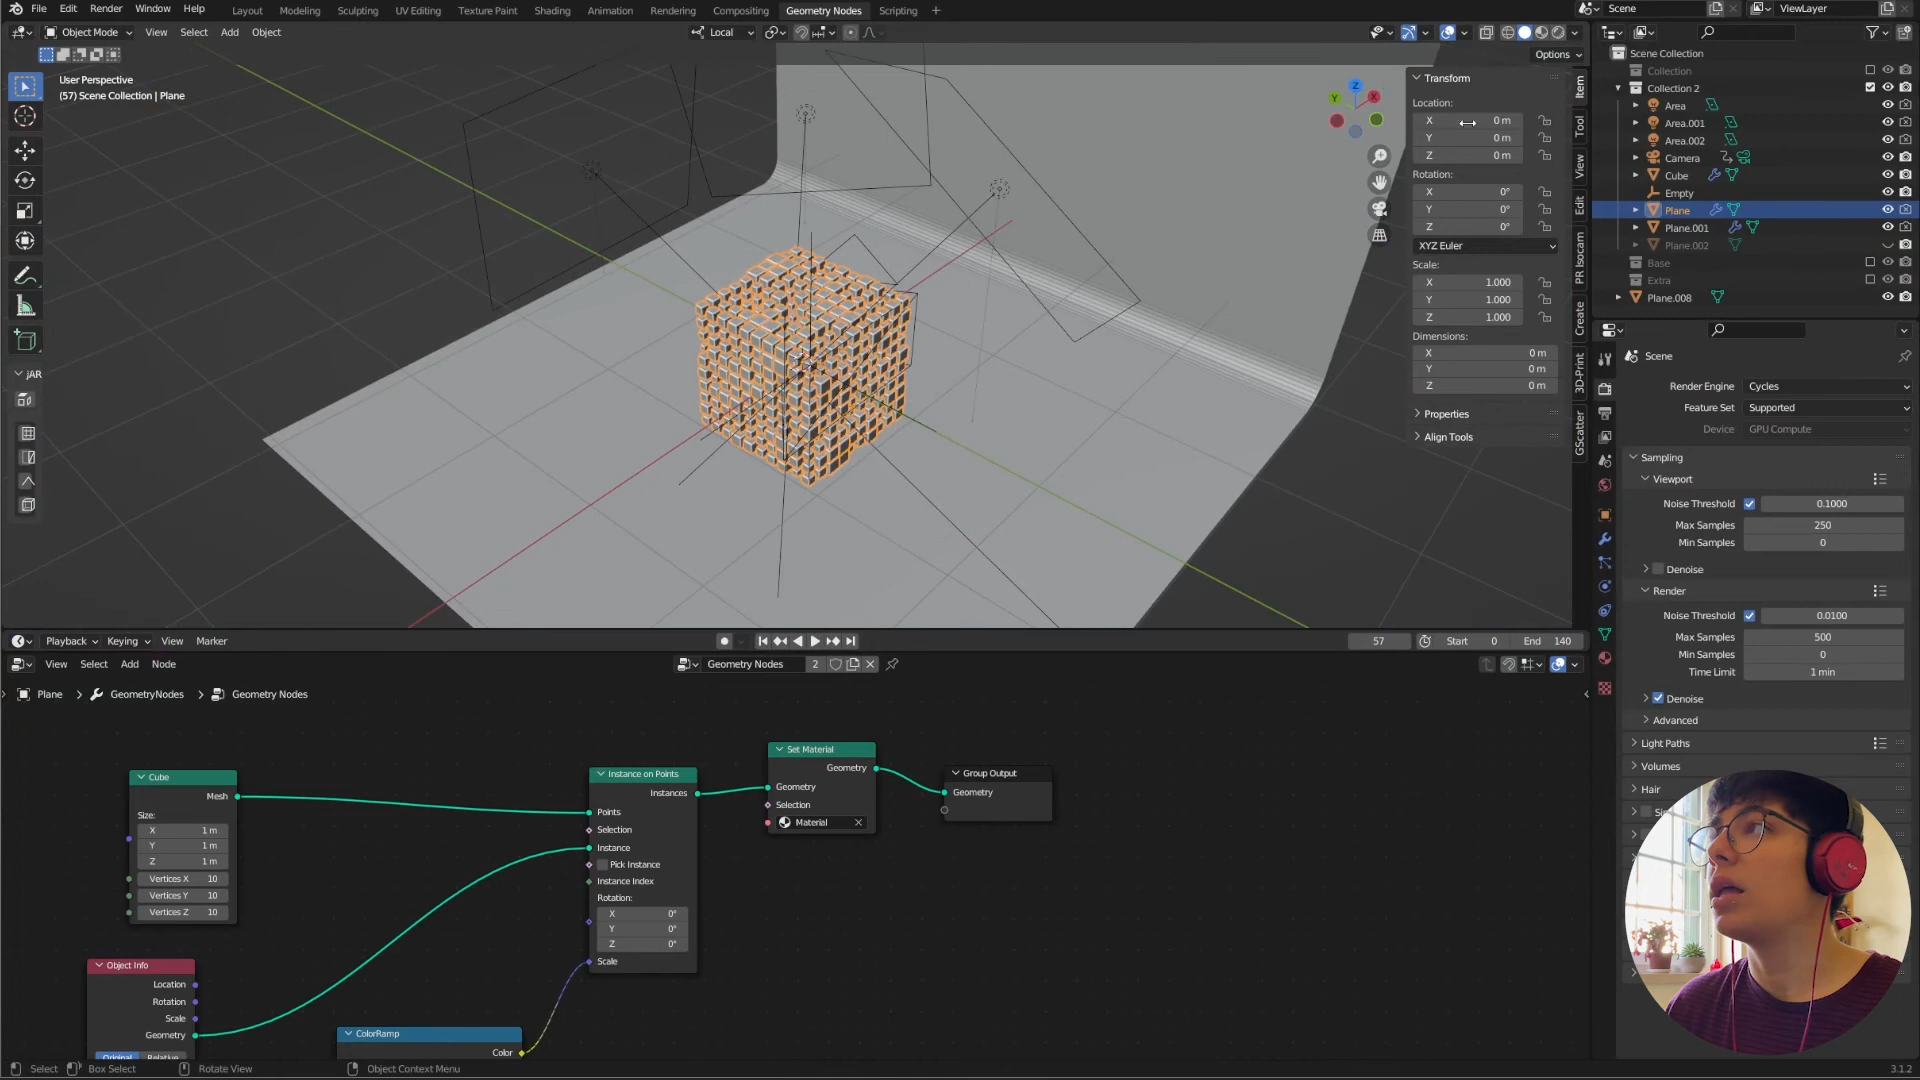 File Edit Render Window Help Layout Modeling Sculpting UV Editing Texture Paint Shading Animation Rendering Compositing Geometry Nodes Scripting + Scene ViewLayer
Object Mode View Select Add Object Local
Options
User Perspective
(57) Scene Collection | Plane
jAR
Z
Y
X
Transform
Location:
X 0 m
Y 0 m
Z 0 m
Rotation:
X 0°
Y 0°
Z 0°
XYZ Euler
Scale:
X 1.000
Y 1.000
Z 1.000
Dimensions:
X 0 m
Y 0 m
Z 0 m
Properties
Align Tools
Item
Tool
View
Edit
PR Isocam
Create
3D-Print
GScatter
Scene Collection
Collection
Collection 2
Area
Area.001
Area.002
Camera
Cube
Empty
Plane
Plane.001
Plane.002
Base
Extra
Plane.008
Scene
Render Engine Cycles
Feature Set Supported
Device GPU Compute
Sampling
Viewport
Noise Threshold 0.1000
Max Samples 250
Min Samples 0
Denoise
Render
Noise Threshold 0.0100
Max Samples 500
Min Samples 0
Time Limit 1 min
Denoise
Advanced
Light Paths
Volumes
Hair
Playback Keying View Marker 57 Start 0 End 140
View Select Add Node Geometry Nodes 2
Plane > GeometryNodes > Geometry Nodes
Cube
Mesh
Size:
X 1 m
Y 1 m
Z 1 m
Vertices X 10
Vertices Y 10
Vertices Z 10
Object Info
Location
Rotation
Scale
Geometry
Original Relative
ColorRamp
Color
Instance on Points
Instances
Points
Selection
Instance
Pick Instance
Instance Index
Rotation:
X 0°
Y 0°
Z 0°
Scale
Set Material
Geometry
Geometry
Selection
Material
Group Output
Geometry
Select Box Select Rotate View Object Context Menu 3.1.2